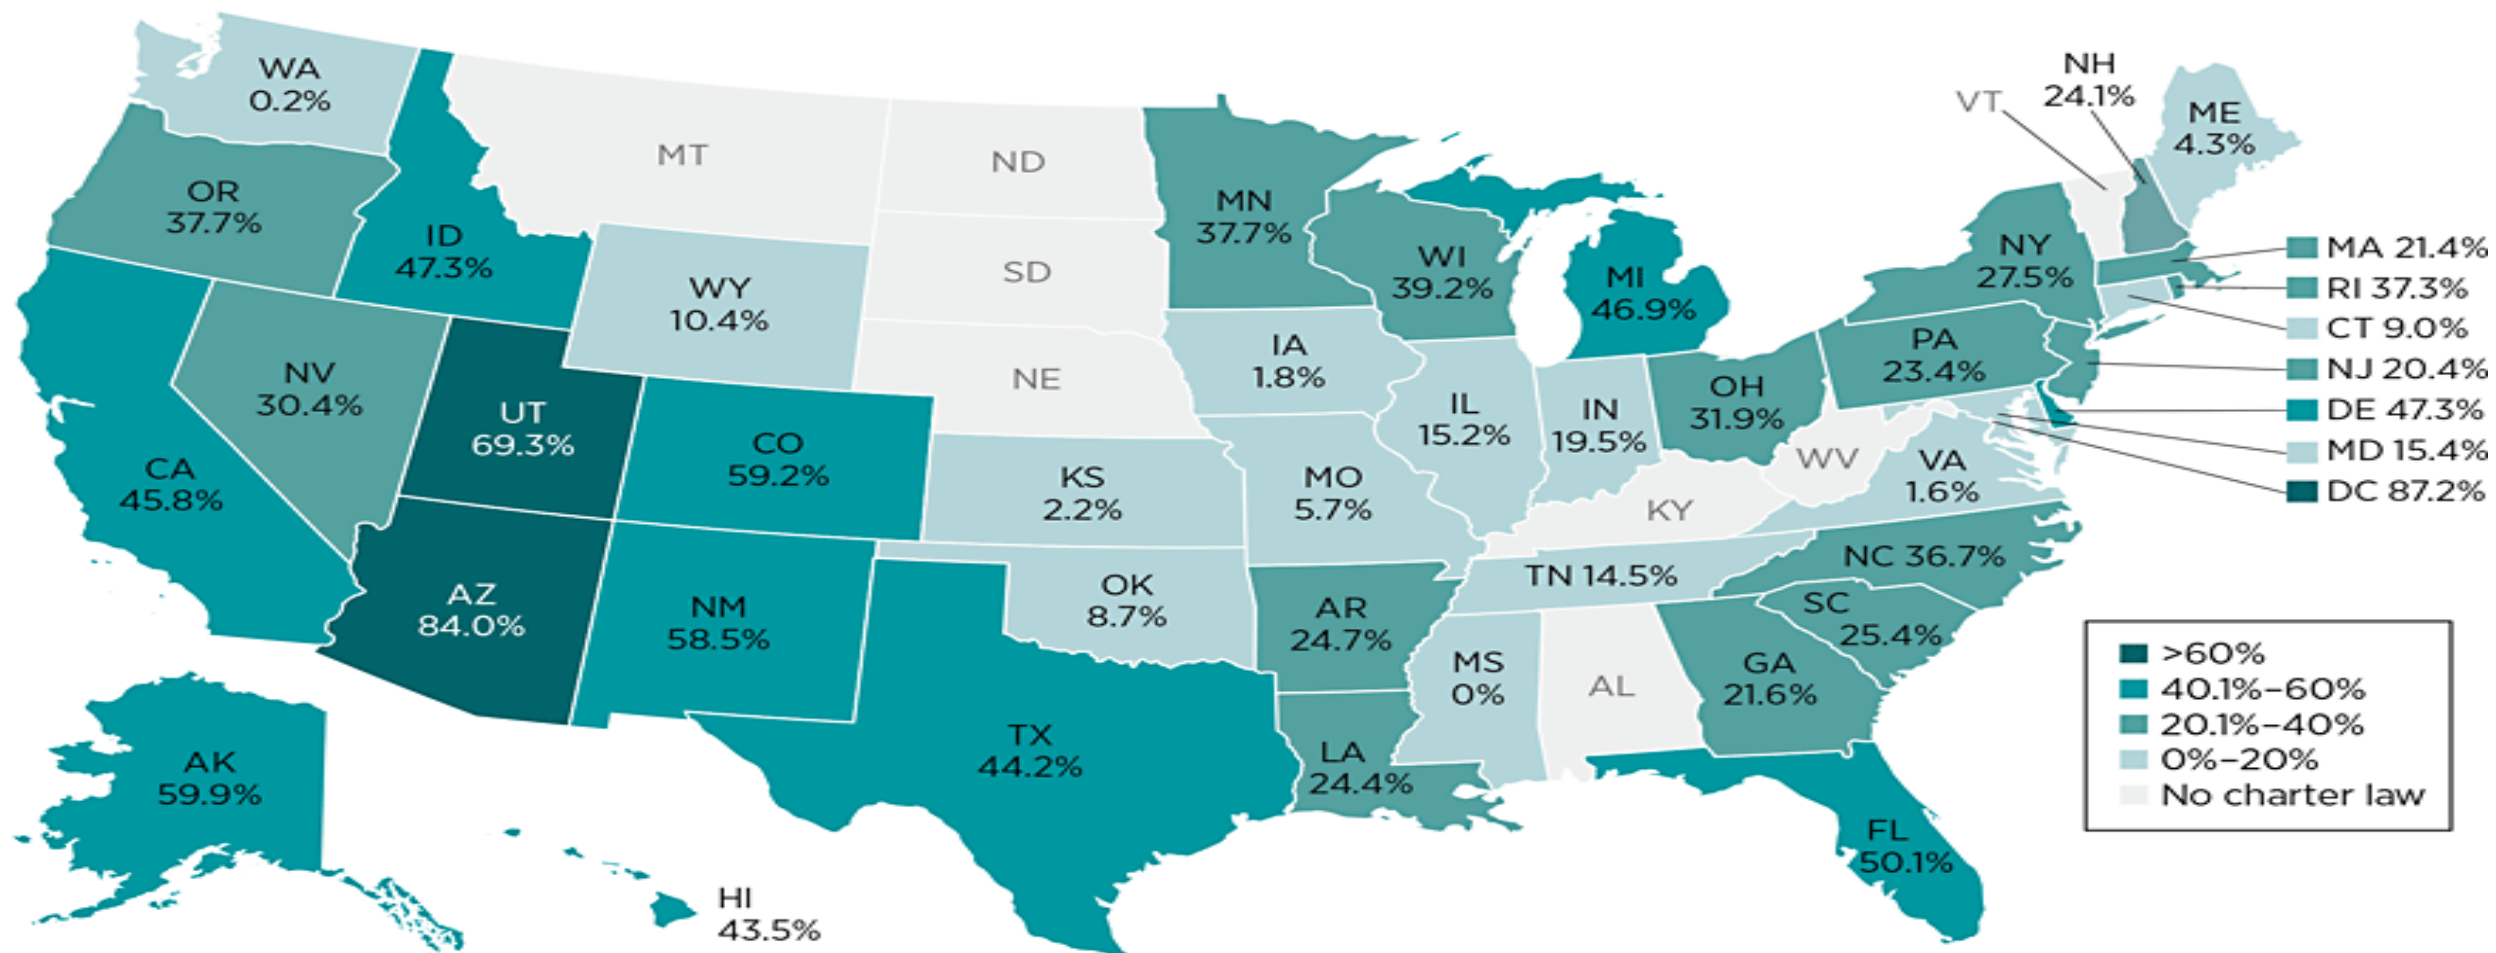 WA
0.2%
OR
37.7%
ID
47.3%
MT
ND
MN
37.7%
WI
39.2%
MI
46.9%
VT
NH
24.1%
ME
4.3%
NY
27.5%
MA 21.4%
RI 37.3%
CT 9.0%
NJ 20.4%
DE 47.3%
MD 15.4%
DC 87.2%
WY
10.4%
SD
NE
IA
1.8%
IL
15.2%
IN
19.5%
OH
31.9%
PA
23.4%
WV
VA
1.6%
NV
30.4%
UT
69.3%
CO
59.2%
CA
45.8%
KS
2.2%
MO
5.7%
KY
NC 36.7%
TN 14.5%
SC
25.4%
AZ
84.0%
NM
58.5%
OK
8.7%
AR
24.7%
MS
0%
AL
GA
21.6%
TX
44.2%
LA
24.4%
FL
50.1%
AK
59.9%
HI
43.5%
>60%
40.1%–60%
20.1%–40%
0%–20%
No charter law